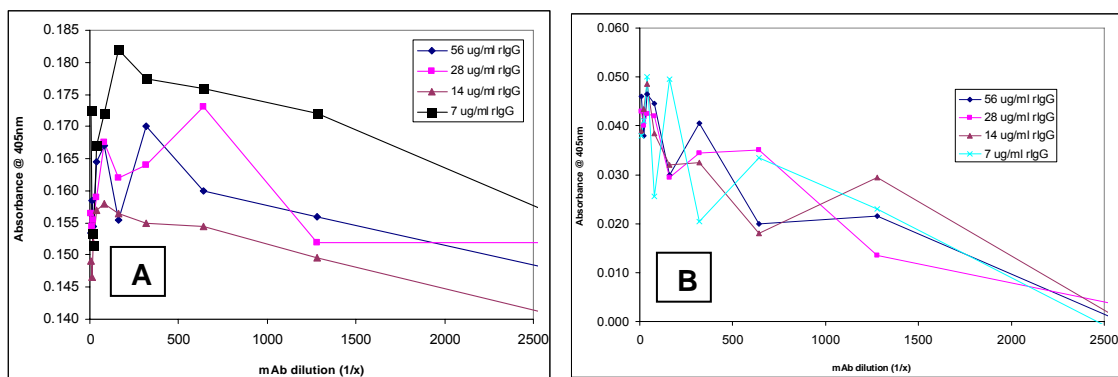 0.185
0.180
0.175
0.170
0.165
0.160
0.155
0.150
0.145
0.140
Absorbance @ 405nm
56 ug/ml rIgG
28 ug/ml rIgG
14 ug/ml rIgG
7 ug/ml rIgG
A
0 500 1000 1500 2000 2500
mAb dilution (1/x)
0.060
0.050
0.040
0.030
0.020
0.010
0.000
Absorbance @ 405nm
56 ug/ml rIgG
28 ug/ml rIgG
14 ug/ml rIgG
7 ug/ml rIgG
B
0 500 1000 1500 2000 2500
mAb dilution (1/x)